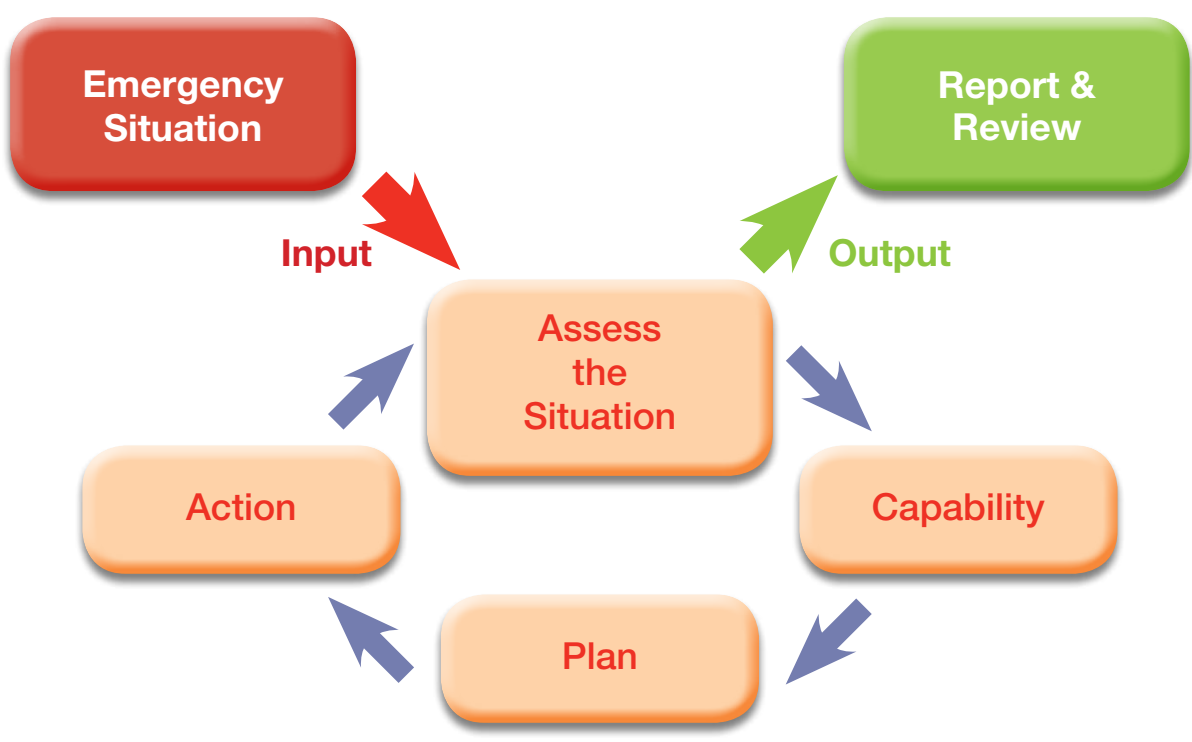 Emergency
Situation
Report &
Review
Input
Output
Assess
the
Situation
Action
Capability
Plan